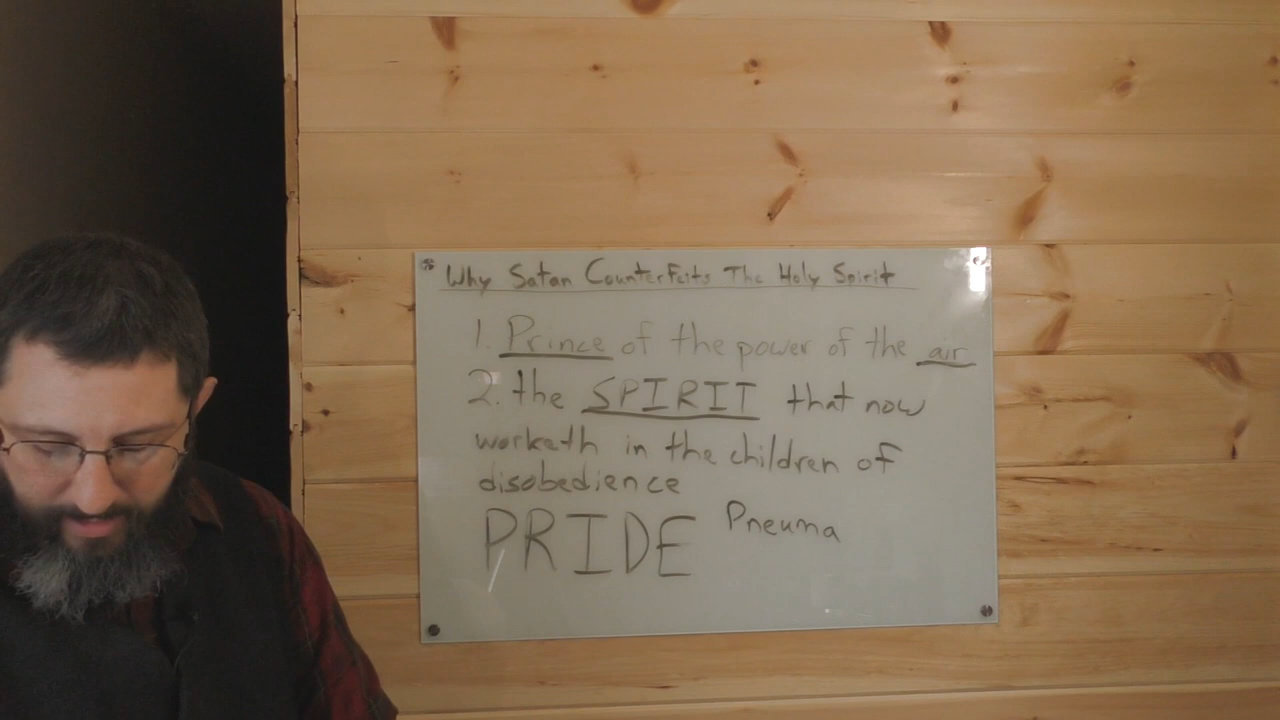 Why Satan Counterfeits The Holy Spirit
1. Prince of the power of the air
2. the SPIRIT that now
worketh in the children of
disobedience
PRIDE Pneuma